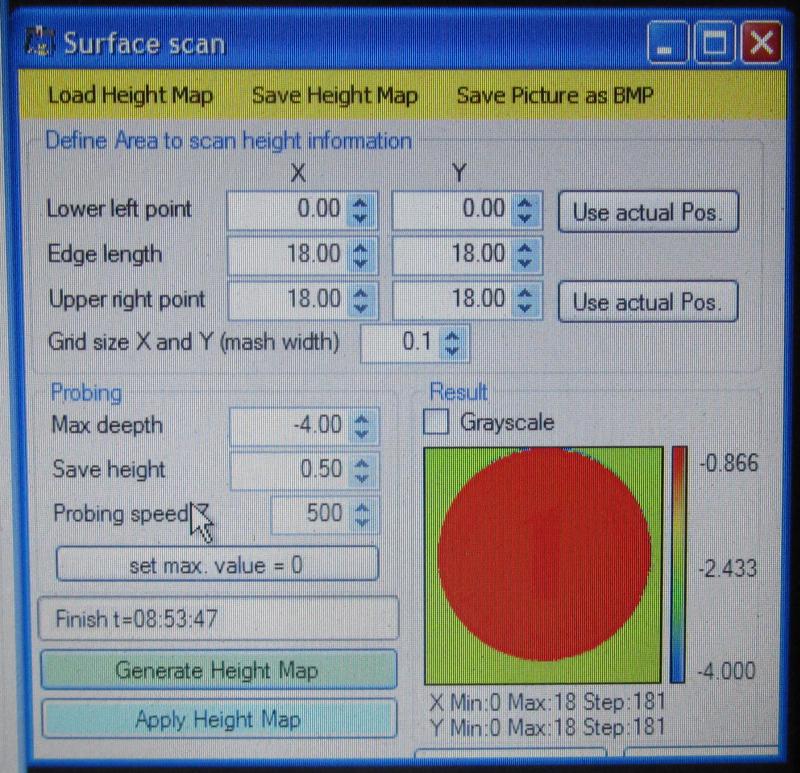 Surface scan
Load Height Map Save Height Map Save Picture as BMP
Define Area to scan height information
X Y
Lower left point 0.00 0.00 Use actual Pos.
Edge length 18.00 18.00
Upper right point 18.00 18.00 Use actual Pos.
Grid size X and Y (mash width) 0.1
Probing Result
Max deepth -4.00 Grayscale
Save height 0.50 -0.866
Probing speed 500
set max. value = 0 -2.433
Finish t=08:53:47
Generate Height Map -4.000
X Min:0 Max:18 Step:181
Apply Height Map
Y Min:0 Max:18 Step:181